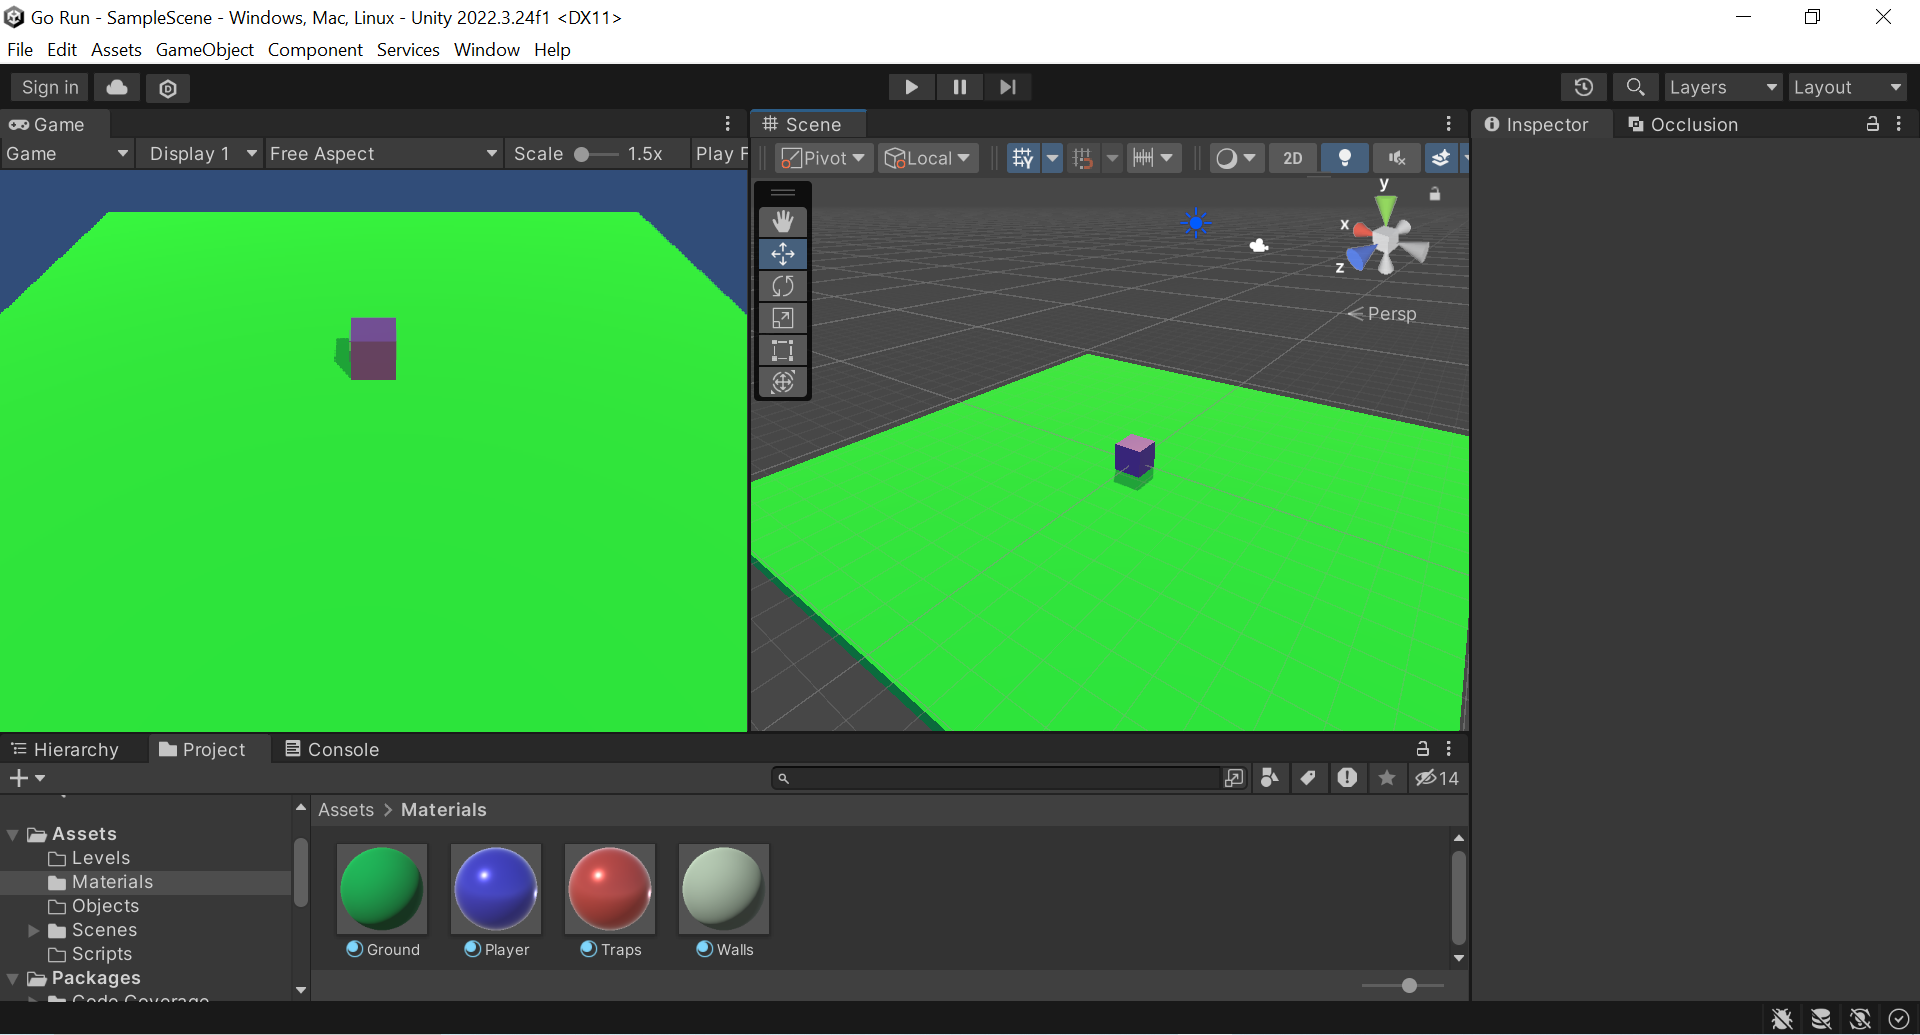 Go Run - SampleScene - Windows, Mac, Linux - Unity 2022.3.24f1 <DX11>
File Edit Assets GameObject Component Services Window Help
Sign in Layers Layout
Game
Game Display 1 Free Aspect Scale 1.5x Play F
Scene
Pivot Local 2D
y
x
z
Persp
Inspector Occlusion
Hierarchy Project Console
14
Assets
Levels
Materials
Objects
Scenes
Scripts
Packages
Code Coverage
Assets > Materials
Ground Player Traps Walls